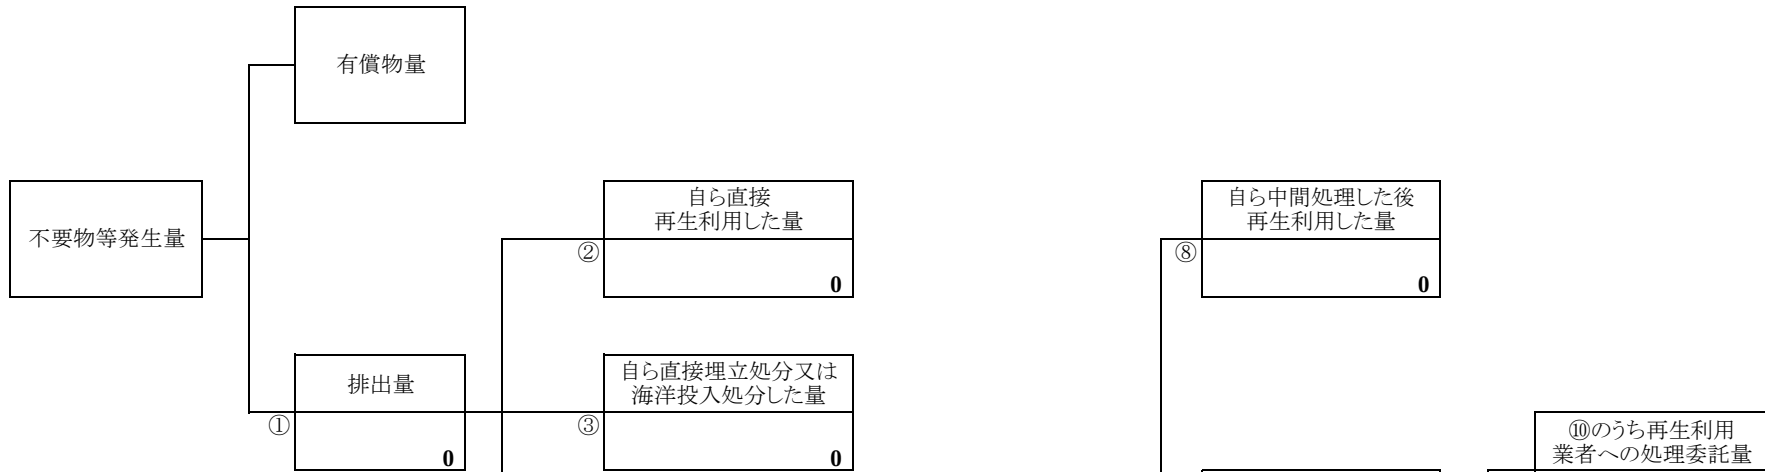 有償物量
不要物等発生量
自ら直接
再生利用した量
②
0
自ら中間処理した後
再生利用した量
⑧
0
排出量
①
0
自ら直接埋立処分又は
海洋投入処分した量
③
0
⑩のうち再生利用
業者への処理委託量